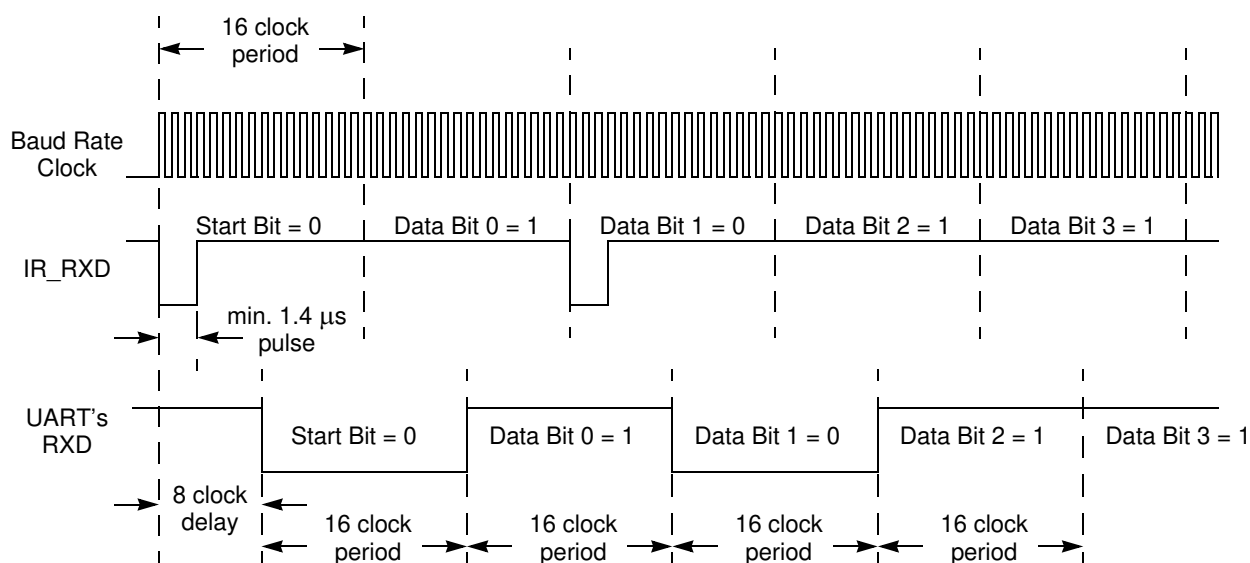 16 clock
period
Baud Rate
Clock
Start Bit = 0
Data Bit 0 = 1
Data Bit 1 = 0
Data Bit 2 = 1
Data Bit 3 = 1
IR_RXD
min. 1.4 μs
pulse
UART's
RXD
Start Bit = 0
Data Bit 0 = 1
Data Bit 1 = 0
Data Bit 2 = 1
Data Bit 3 = 1
8 clock
delay
16 clock
period
16 clock
period
16 clock
period
16 clock
period